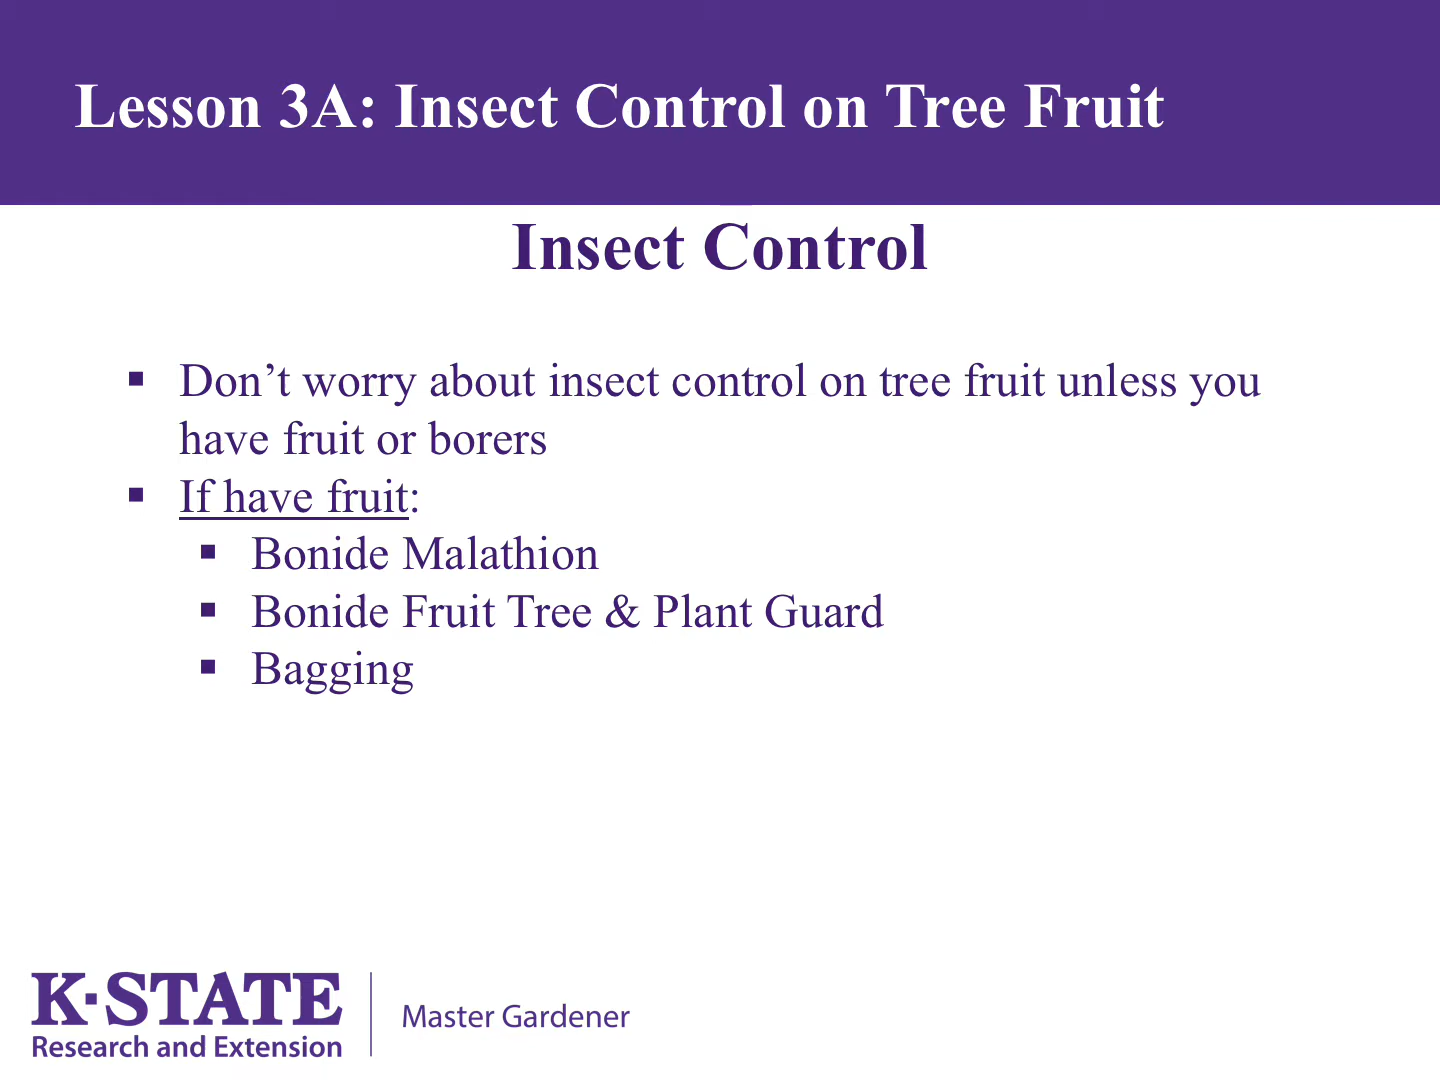 Lesson 3A: Insect Control on Tree Fruit
Insect Control
▪ Don’t worry about insect control on tree fruit unless you
have fruit or borers
▪ If have fruit:
▪ Bonide Malathion
▪ Bonide Fruit Tree & Plant Guard
▪ Bagging
K·STATE
Research and Extension
Master Gardener